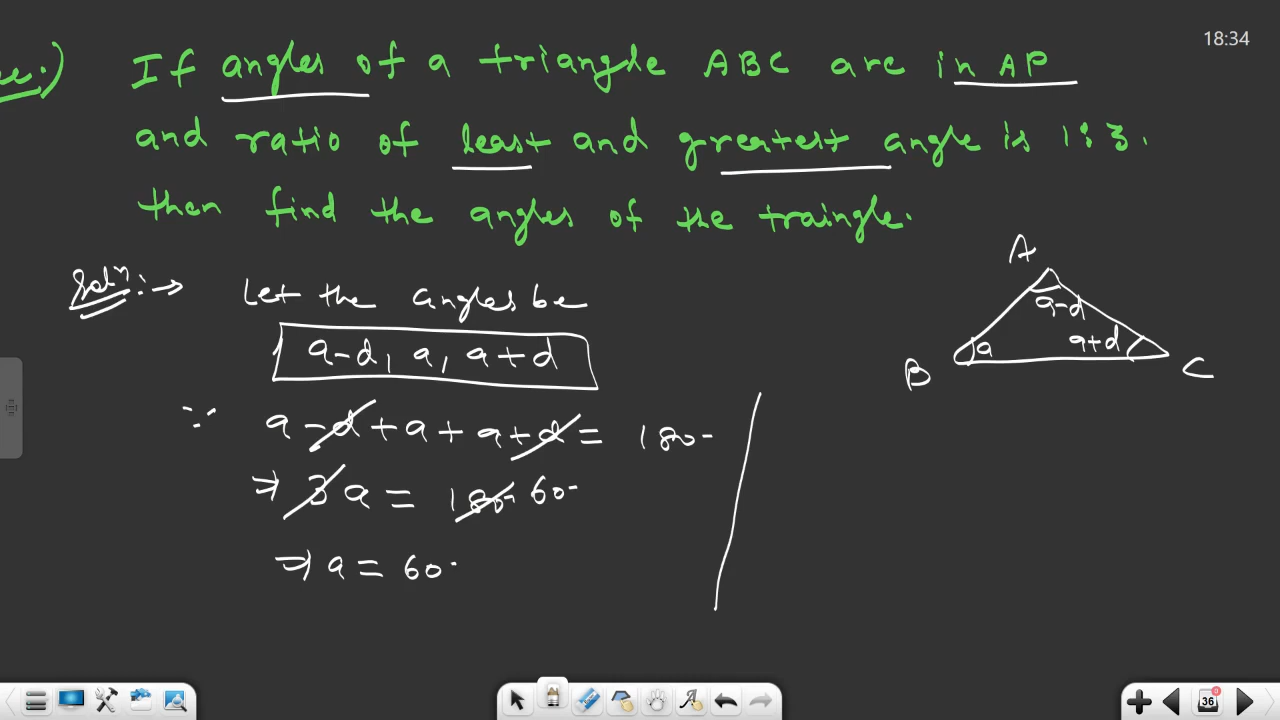 18:34
If angles of a triangle ABC are in AP
and ratio of least and greatest angle is 1:3.
then find the angles of the traingle.
Solⁿ :→ Let the angles be
a-d, a, a+d
∵ a-d+a+a+d = 180°
⇒ 3a = 180° 60°
⇒ a = 60°
A
a-d
a
a+d
B
C
36
0